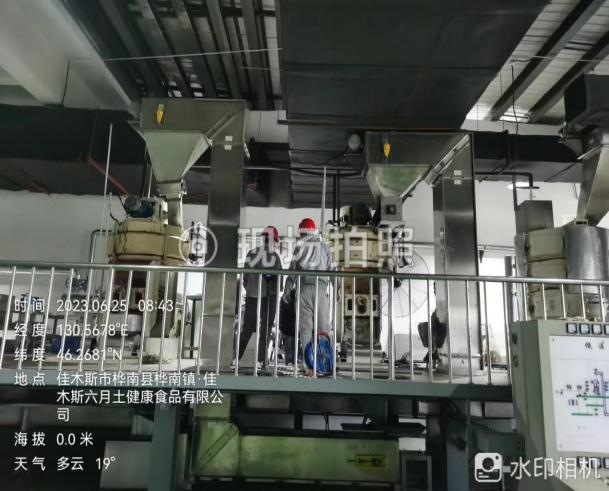 现场拍照
时间 2023.06.25 08:43
经度 130.5678°E
纬度 46.2681°N
地点 佳木斯市桦南县桦南镇·佳
木斯六月土健康食品有限公
司
海拔 0.0米
天气 多云 19°
水印相机